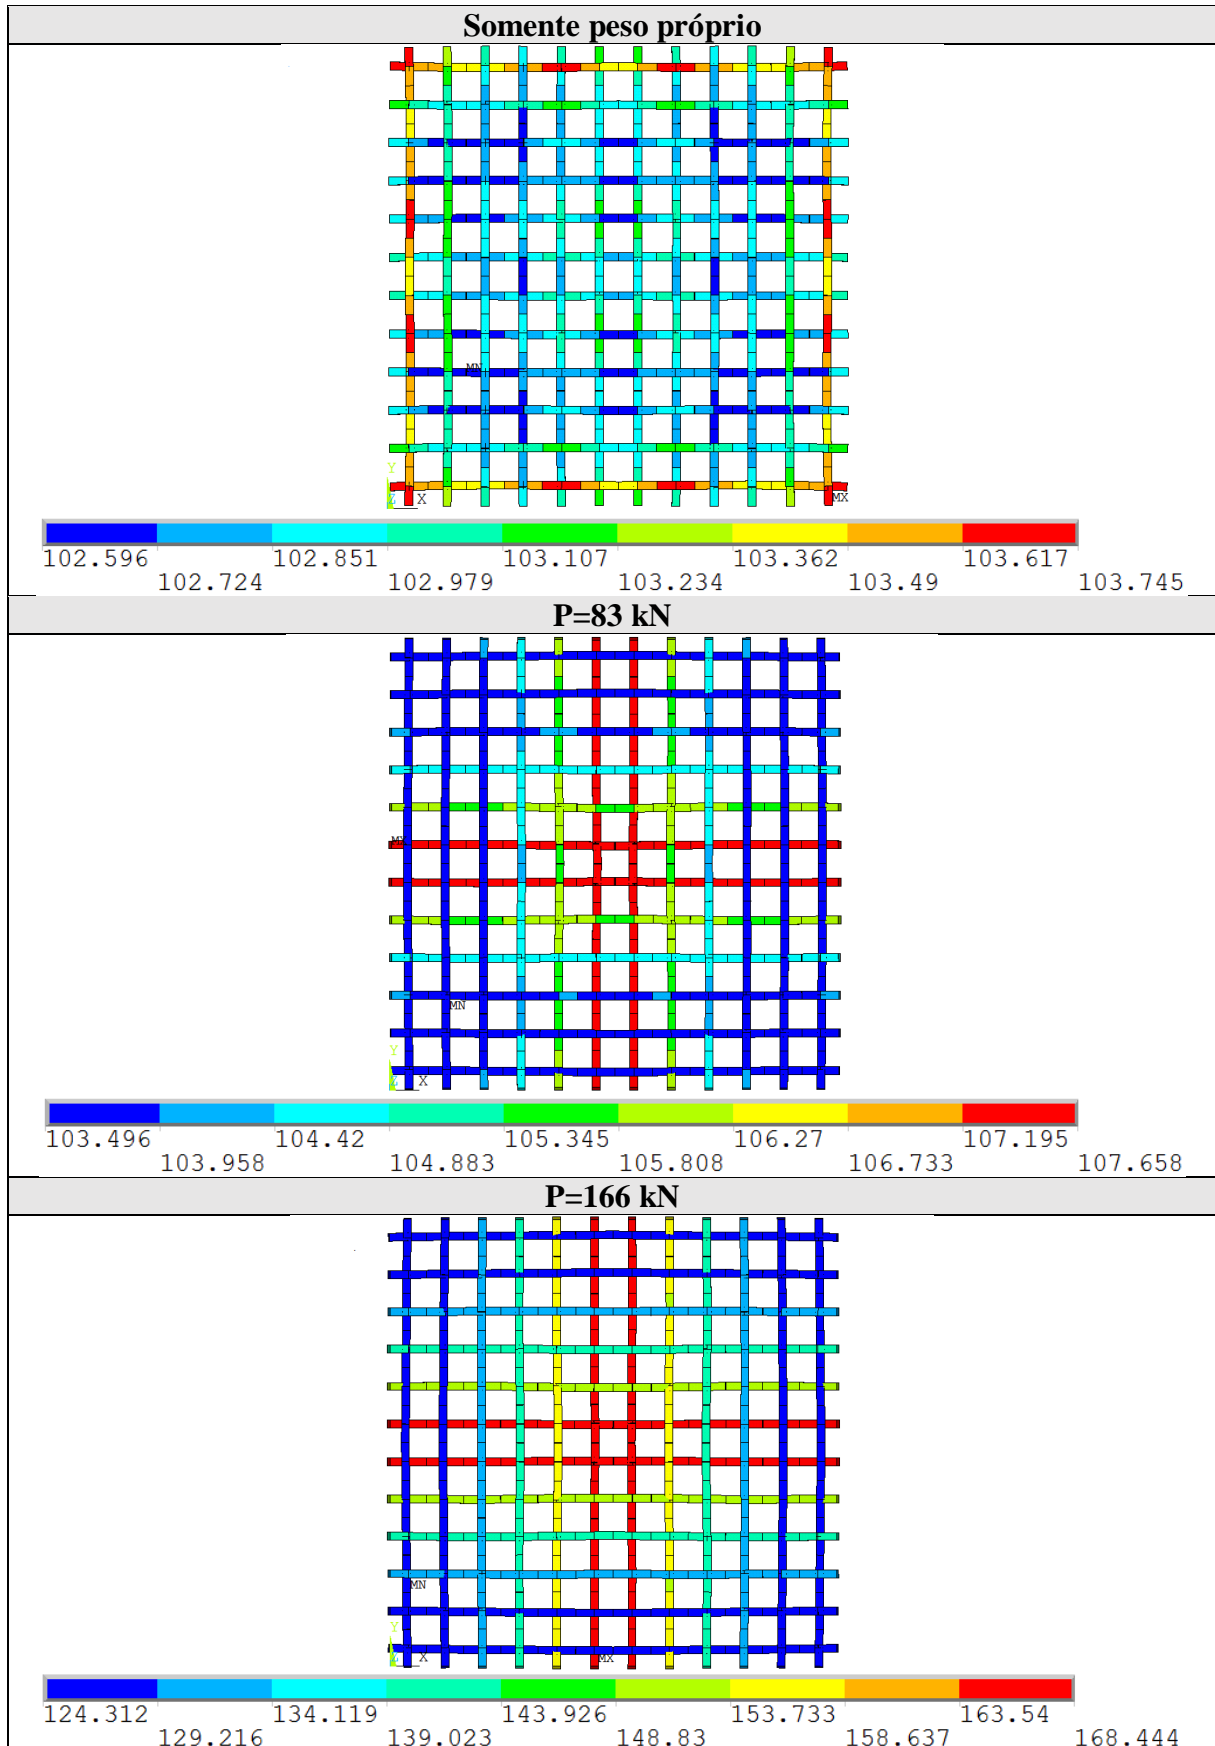 Somente peso próprio
MN
Y
Z X
MX
102.596 102.851 103.107 103.362 103.617
102.724 102.979 103.234 103.49 103.745
P=83 kN
MX
MN
Y
Z X
103.496 104.42 105.345 106.27 107.195
103.958 104.883 105.808 106.733 107.658
P=166 kN
MN
Y
Z X
MX
124.312 134.119 143.926 153.733 163.54
129.216 139.023 148.83 158.637 168.444